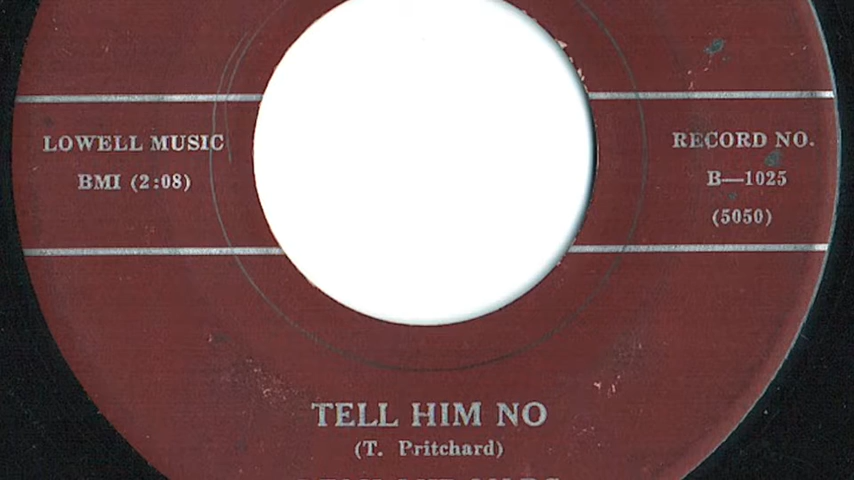 LOWELL MUSIC
BMI (2:08)
RECORD NO.
B—1025
(5050)
TELL HIM NO
(T. Pritchard)